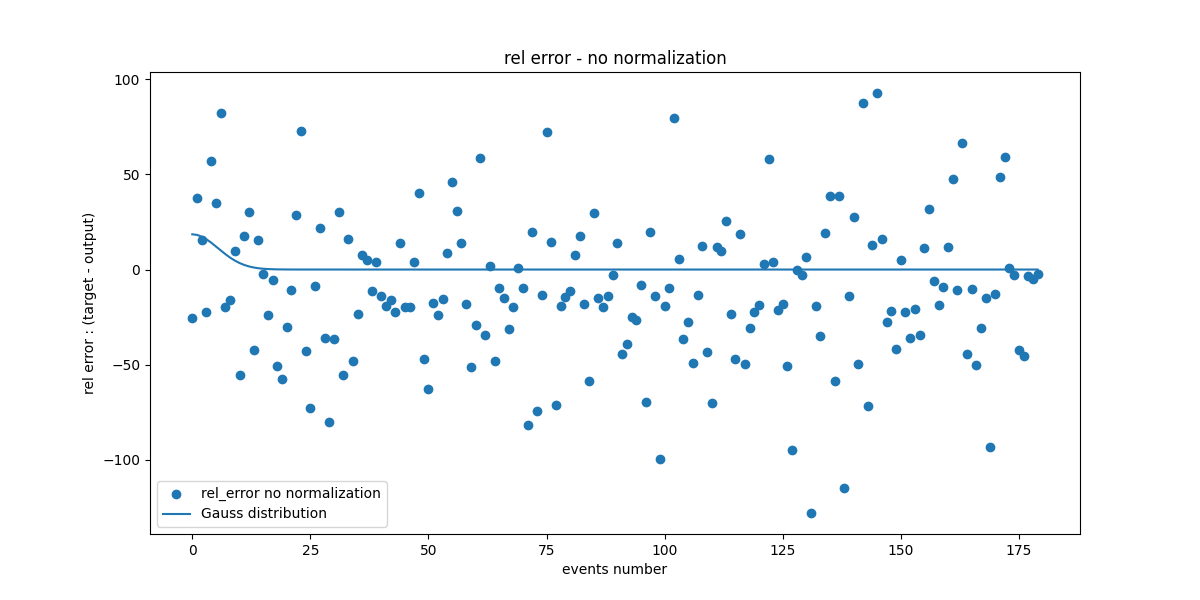 rel error - no normalization
rel error : (target - output)
100
50
0
−50
−100
rel_error no normalization
Gauss distribution
0 25 50 75 100 125 150 175
events number